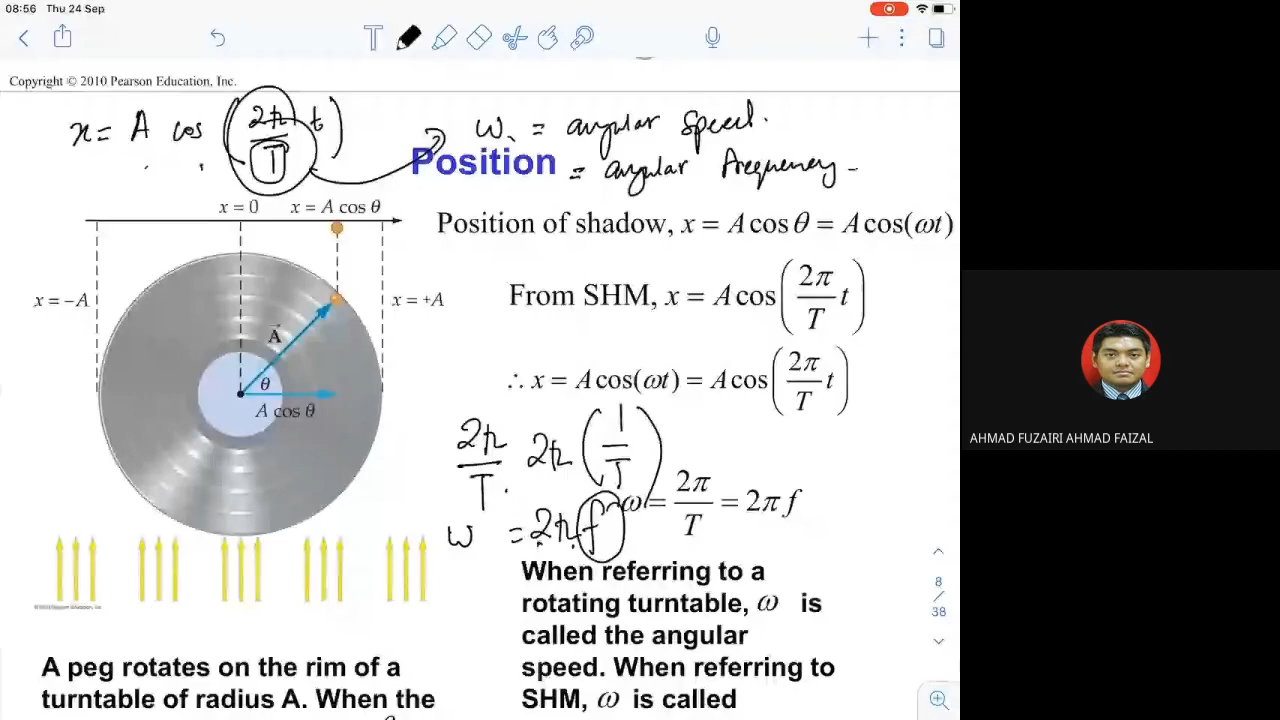 08:56 Thu 24 Sep
Copyright © 2010 Pearson Education, Inc.
x = A cos (2π/T t)
ω = angular speed.
Position = angular frequency -
x = 0 x = A cos θ
Position of shadow, x = A cos θ = A cos(ωt)
x = −A x = +A
From SHM, x = A cos(2π/T t)
A
θ
A cos θ
∴ x = A cos(ωt) = A cos(2π/T t)
2π/T 2π (1/T)
ω = 2π/T = 2π f
ω = 2π f
When referring to a
rotating turntable, ω is
called the angular
speed. When referring to
SHM, ω is called
A peg rotates on the rim of a
turntable of radius A. When the
θ
8
/
38
AHMAD FUZAIRI AHMAD FAIZAL